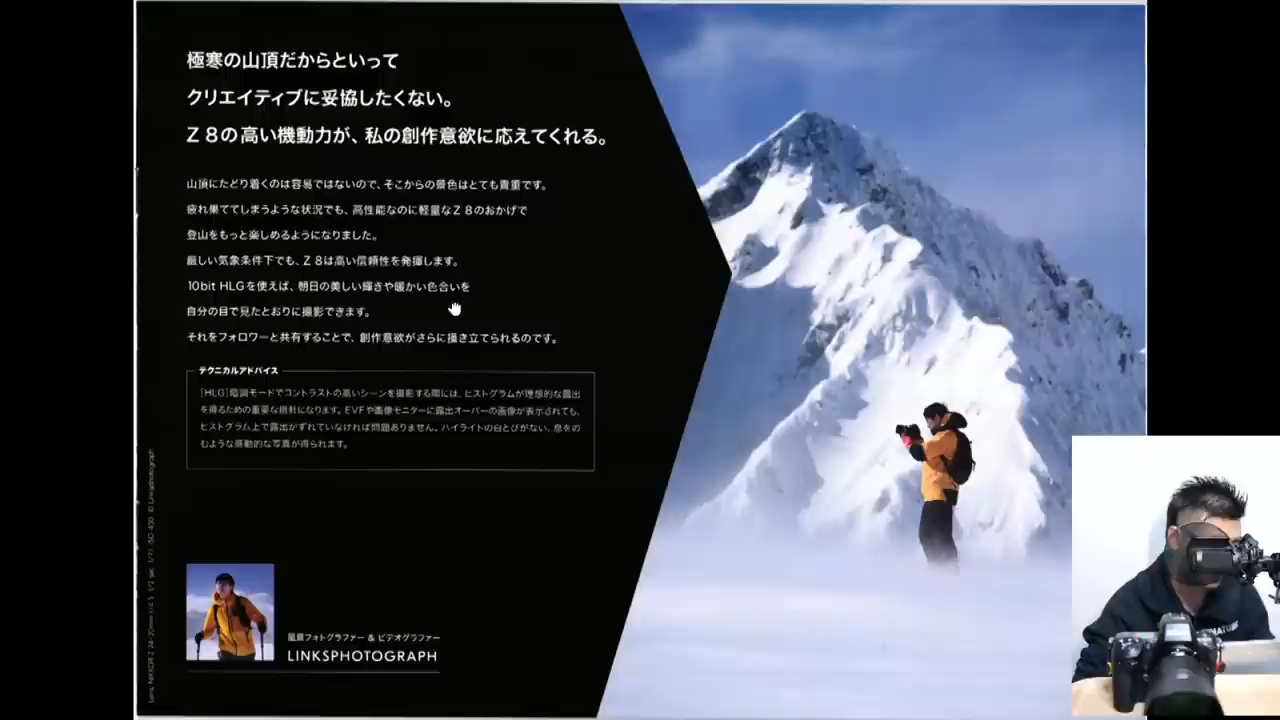 極寒の山頂だからといって
クリエイティブに妥協したくない。
Z 8の高い機動力が、私の創作意欲に応えてくれる。
山頂にたどり着くのは容易ではないので、そこからの景色はとても貴重です。
疲れ果ててしまうような状況でも、高性能なのに軽量なZ 8のおかげで
登山をもっと楽しめるようになりました。
厳しい気象条件下でも、Z 8は高い信頼性を発揮します。
10bit HLGを使えば、朝日の美しい輝きや暖かい色合いを
自分の目で見たとおりに撮影できます。
それをフォロワーと共有することで、創作意欲がさらに掻き立てられるのです。
テクニカルアドバイス
［HLG］階調モードでコントラストの高いシーンを撮影する際には、ヒストグラムが理想的な露出
を得るための重要な指針になります。EVFや画像モニターに露出オーバーの画像が表示されても、
ヒストグラム上で露出がずれていなければ問題ありません。ハイライトの白とびがない、息をの
むような感動的な写真が得られます。
風景フォトグラファー & ビデオグラファー
LINKSPHOTOGRAPH